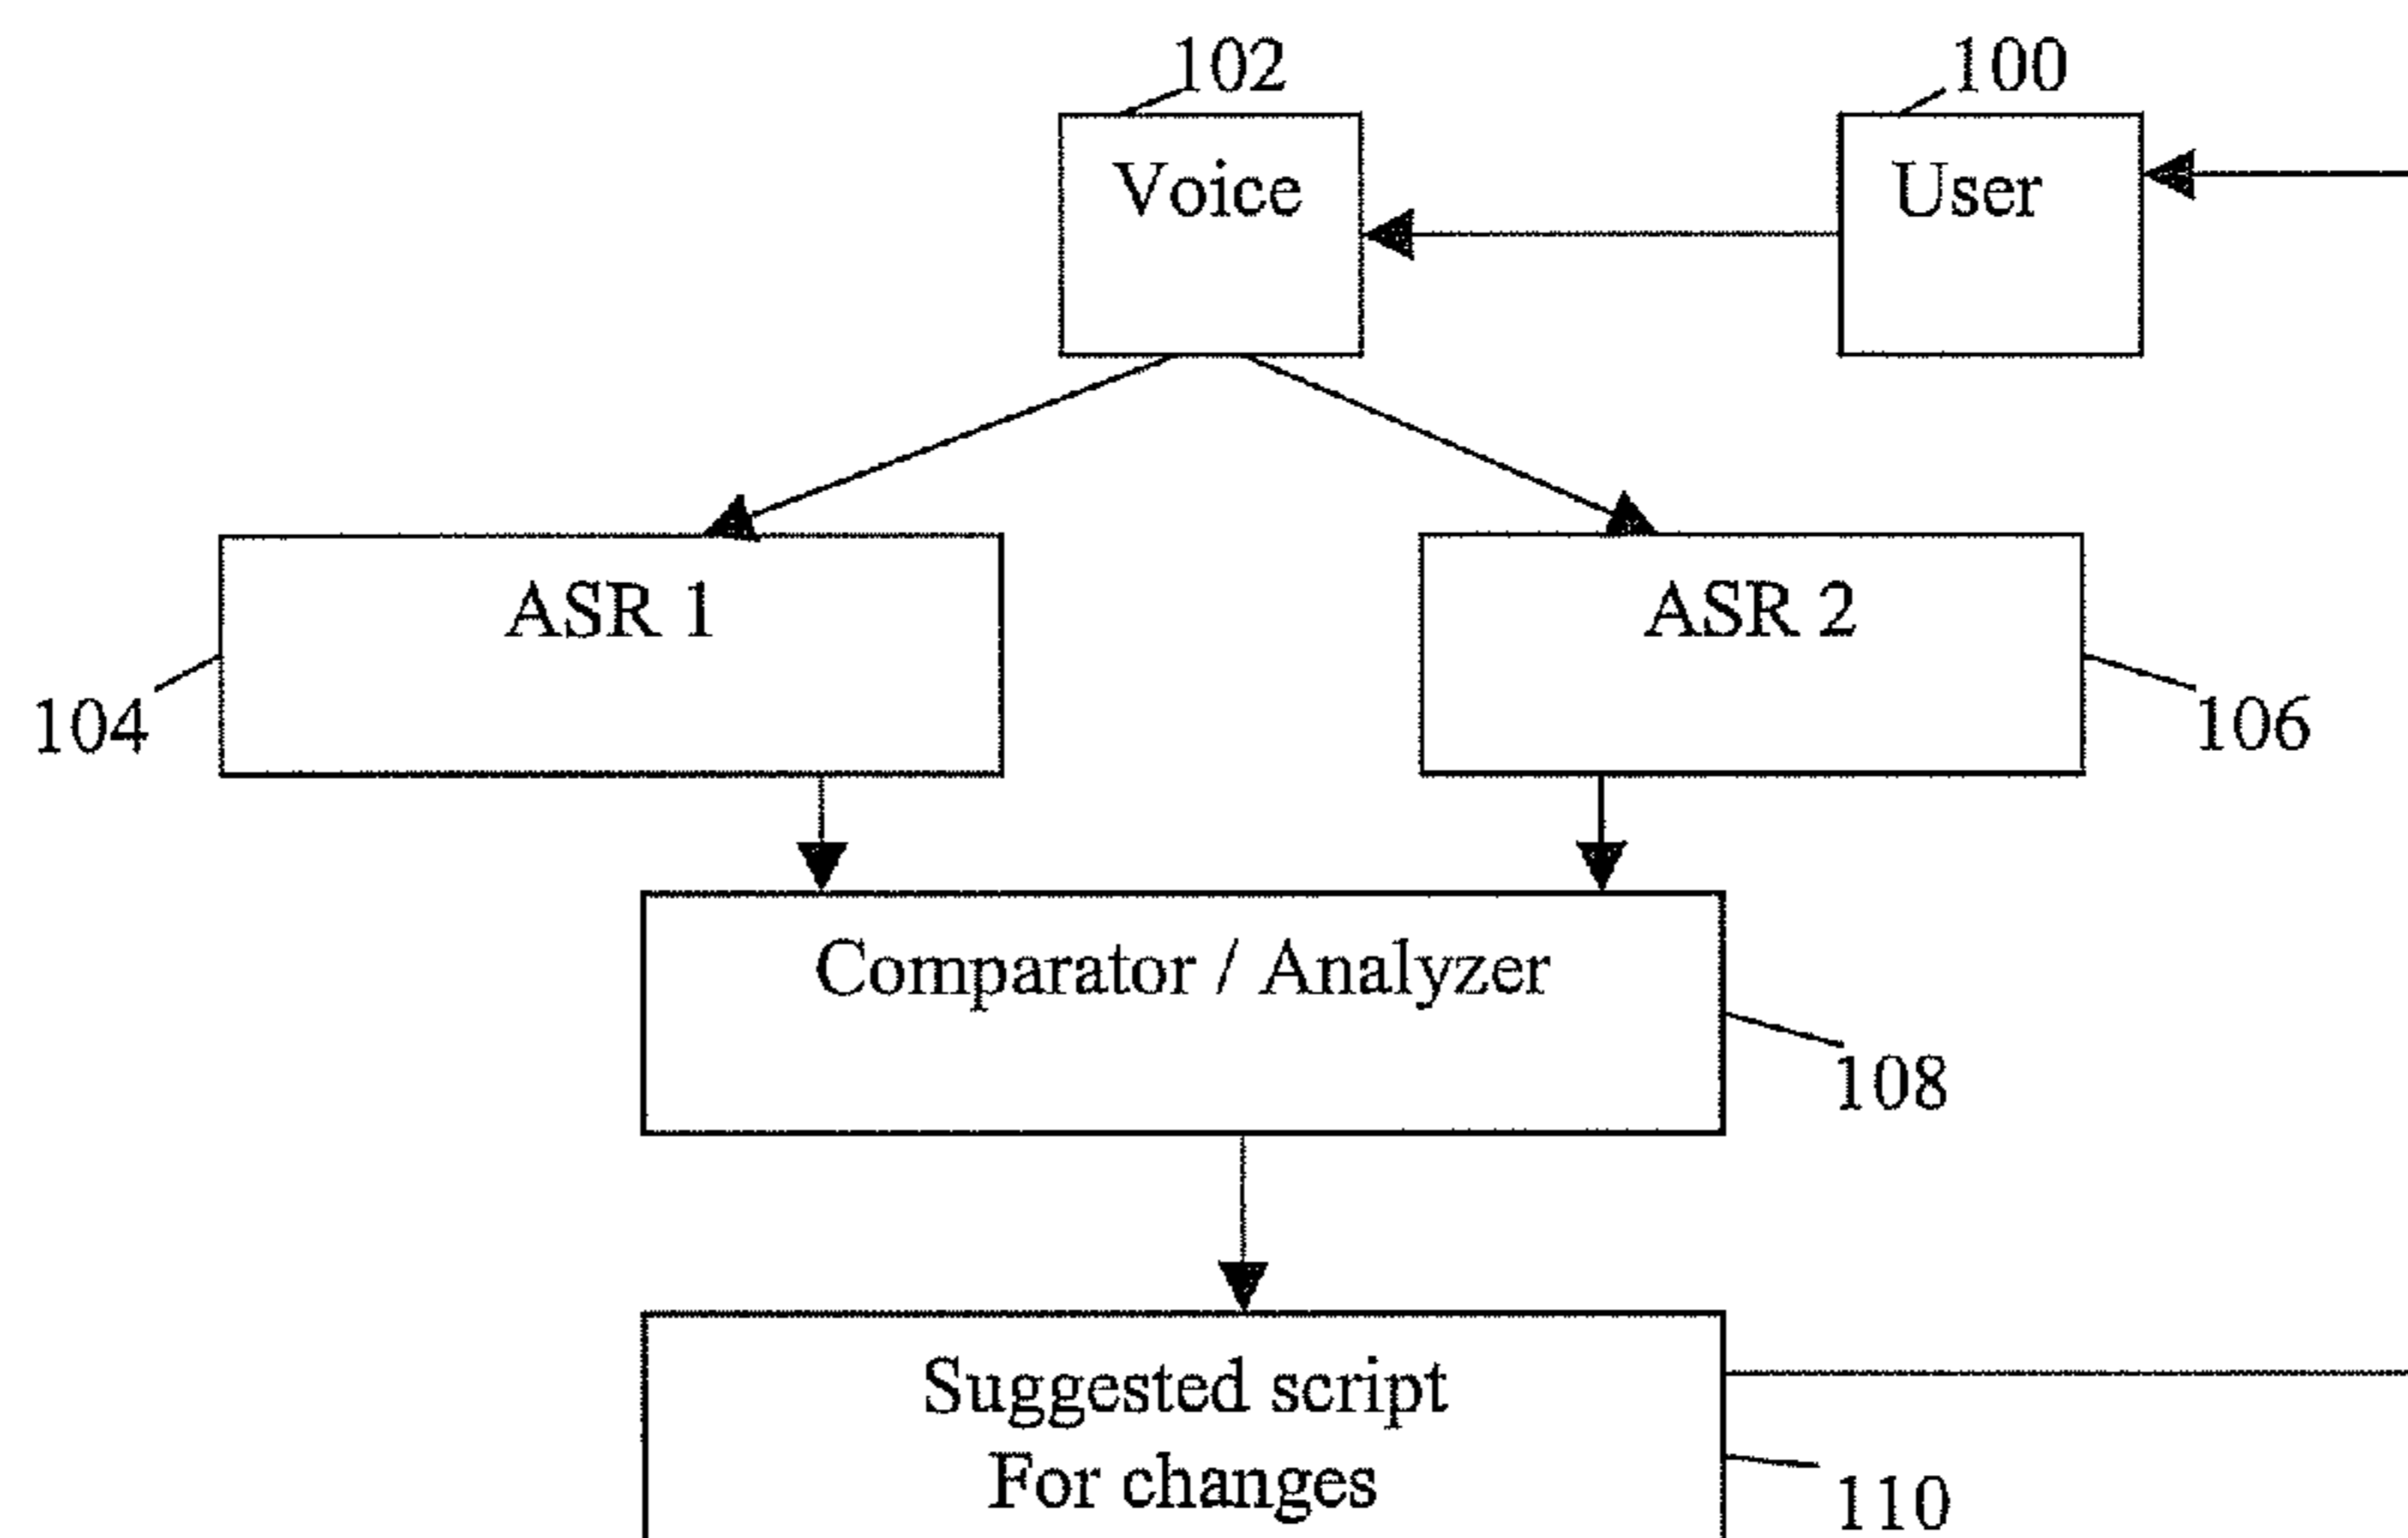 102
100
Voice
User
ASR 1
ASR 2
104
106
Comparator / Analyzer
108
Suggested script
For changes
110